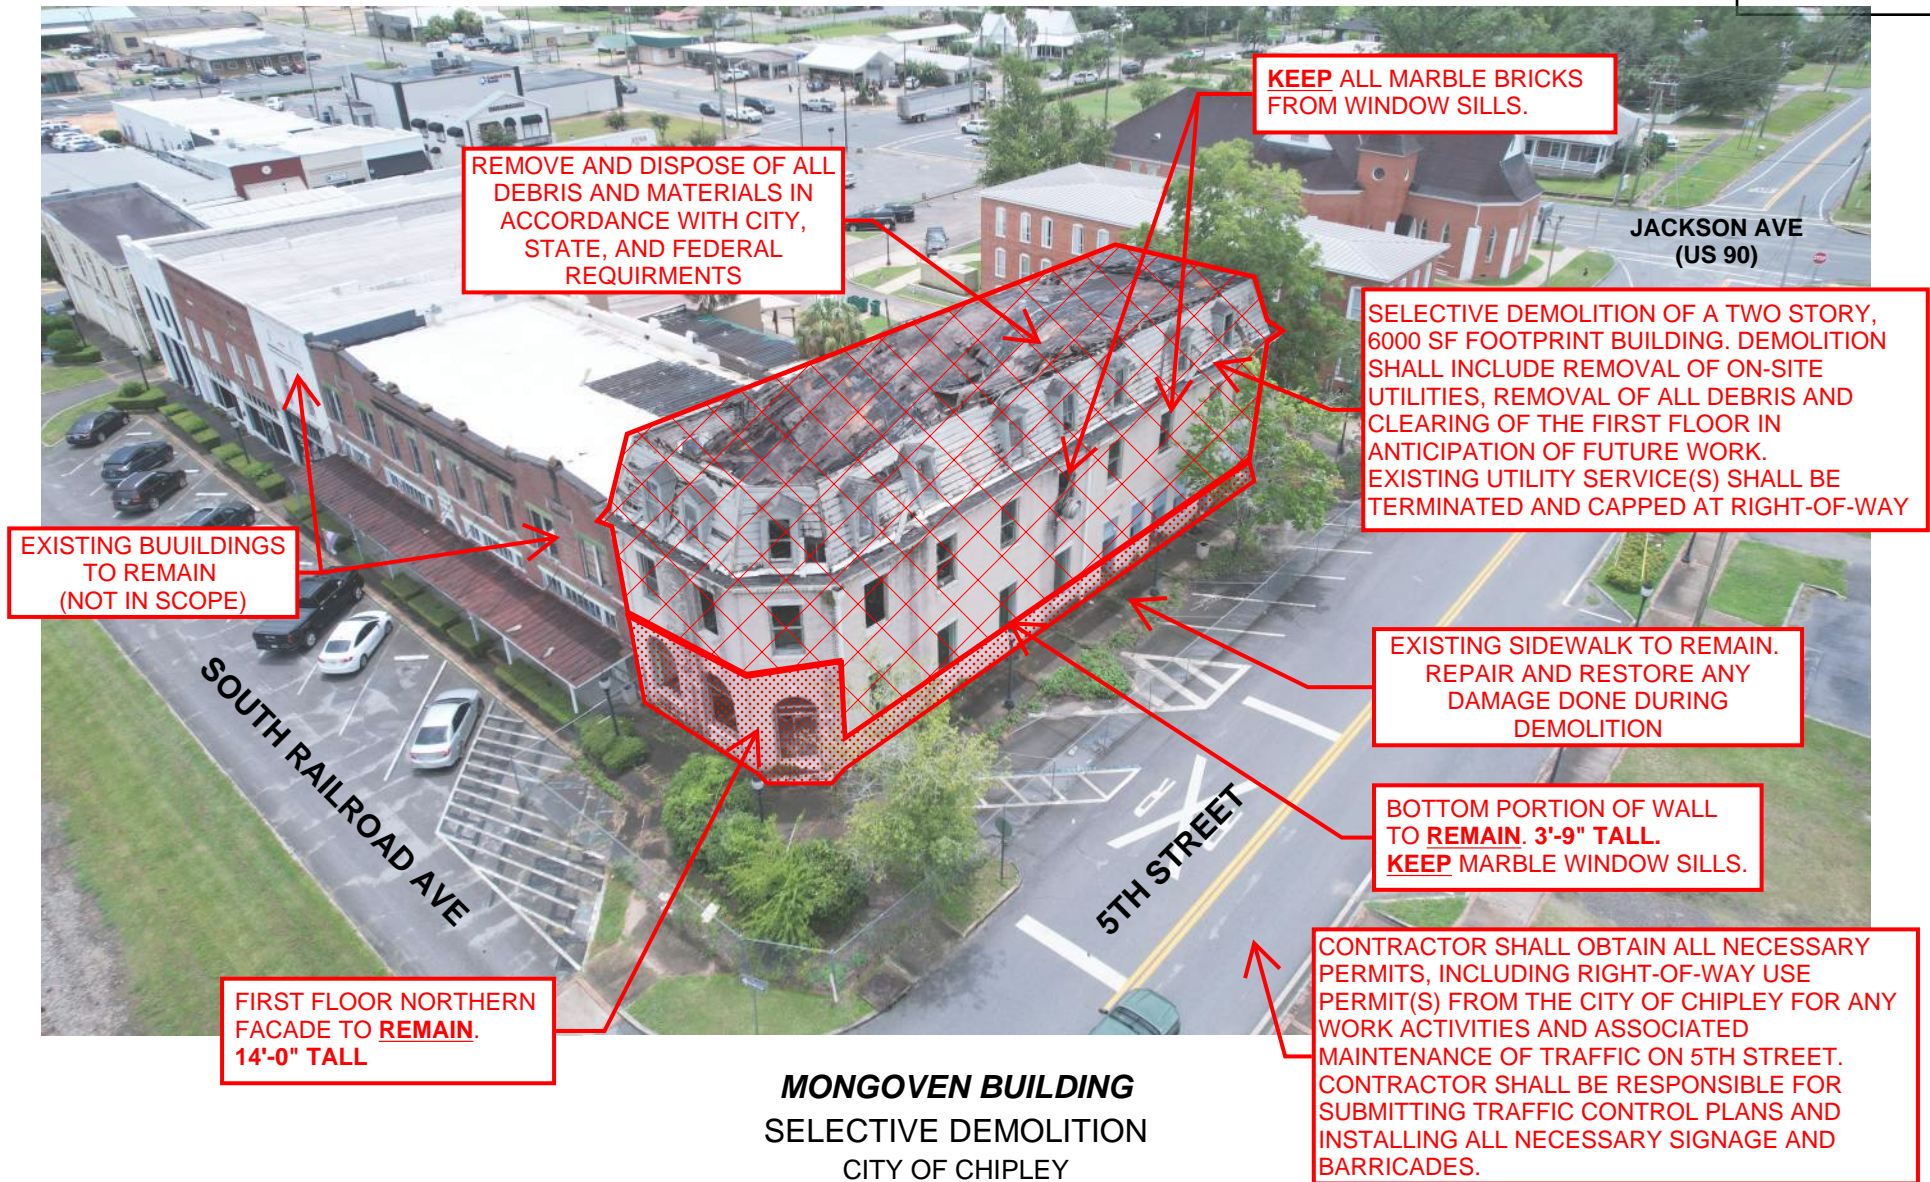 KEEP ALL MARBLE BRICKS
FROM WINDOW SILLS.
REMOVE AND DISPOSE OF ALL
DEBRIS AND MATERIALS IN
ACCORDANCE WITH CITY,
STATE, AND FEDERAL
REQUIRMENTS
JACKSON AVE
(US 90)
SELECTIVE DEMOLITION OF A TWO STORY,
6000 SF FOOTPRINT BUILDING. DEMOLITION
SHALL INCLUDE REMOVAL OF ON-SITE
UTILITIES, REMOVAL OF ALL DEBRIS AND
CLEARING OF THE FIRST FLOOR IN
ANTICIPATION OF FUTURE WORK.
EXISTING UTILITY SERVICE(S) SHALL BE
TERMINATED AND CAPPED AT RIGHT-OF-WAY
EXISTING BUUILDINGS
TO REMAIN
(NOT IN SCOPE)
EXISTING SIDEWALK TO REMAIN.
REPAIR AND RESTORE ANY
DAMAGE DONE DURING
DEMOLITION
SOUTH RAILROAD AVE
5TH STREET
BOTTOM PORTION OF WALL
TO REMAIN. 3'-9" TALL.
KEEP MARBLE WINDOW SILLS.
FIRST FLOOR NORTHERN
FACADE TO REMAIN.
14'-0" TALL
CONTRACTOR SHALL OBTAIN ALL NECESSARY
PERMITS, INCLUDING RIGHT-OF-WAY USE
PERMIT(S) FROM THE CITY OF CHIPLEY FOR ANY
WORK ACTIVITIES AND ASSOCIATED
MAINTENANCE OF TRAFFIC ON 5TH STREET.
CONTRACTOR SHALL BE RESPONSIBLE FOR
SUBMITTING TRAFFIC CONTROL PLANS AND
INSTALLING ALL NECESSARY SIGNAGE AND
BARRICADES.
MONGOVEN BUILDING
SELECTIVE DEMOLITION
CITY OF CHIPLEY